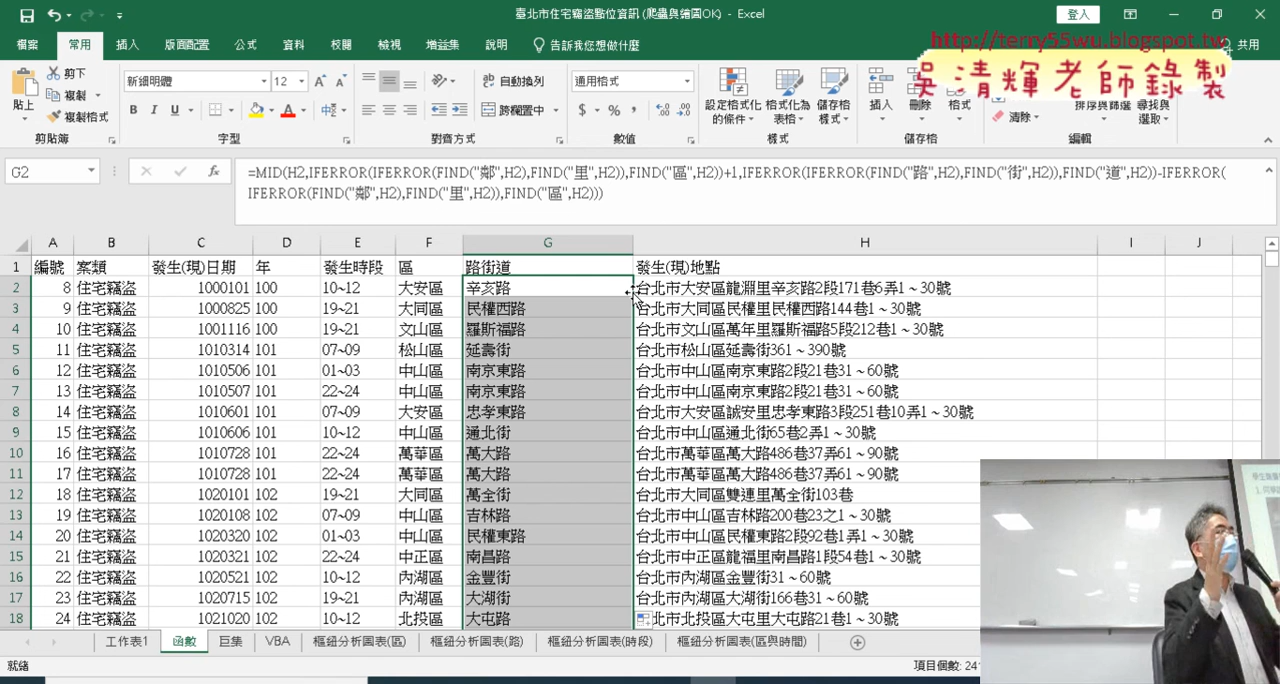 臺北市住宅竊盜點位資訊 (爬蟲與繪圖OK) - Excel
登入
檔案 常用 插入 版面配置 公式 資料 校閱 檢視 增益集 說明 告訴我您想做什麼 共用
http://terry55wu.blogspot.tw
吳清輝老師錄製
貼上 剪下 複製 複製格式
新細明體 12 B I U
自動換列 跨欄置中
通用格式 $ %
設定格式化的條件 格式化為表格 儲存格樣式
插入 刪除 格式
清除 排序與篩選 尋找與選取
剪貼簿 字型 對齊方式 數值 樣式 儲存格 編輯
G2 fx =MID(H2,IFERROR(IFERROR(FIND("鄰",H2),FIND("里",H2)),FIND("區",H2))+1,IFERROR(IFERROR(FIND("路",H2),FIND("街",H2)),FIND("道",H2))-IFERROR(
IFERROR(FIND("鄰",H2),FIND("里",H2)),FIND("區",H2)))
A B C D E F G H I J
1 編號 案類 發生(現)日期 年 發生時段 區 路街道 發生(現)地點
2 8 住宅竊盜 1000101 100 10~12 大安區 辛亥路 台北市大安區龍淵里辛亥路2段171巷6弄1~30號
3 9 住宅竊盜 1000825 100 19~21 大同區 民權西路 台北市大同區民權里民權西路144巷1~30號
4 10 住宅竊盜 1001116 100 19~21 文山區 羅斯福路 台北市文山區萬年里羅斯福路5段212巷1~30號
5 11 住宅竊盜 1010314 101 07~09 松山區 延壽街 台北市松山區延壽街361~390號
6 12 住宅竊盜 1010506 101 01~03 中山區 南京東路 台北市中山區南京東路2段21巷31~60號
7 13 住宅竊盜 1010507 101 22~24 中山區 南京東路 台北市中山區南京東路2段21巷31~60號
8 14 住宅竊盜 1010601 101 07~09 大安區 忠孝東路 台北市大安區誠安里忠孝東路3段251巷10弄1~30號
9 15 住宅竊盜 1010606 101 10~12 中山區 通北街 台北市中山區通北街65巷2弄1~30號
10 16 住宅竊盜 1010728 101 22~24 萬華區 萬大路 台北市萬華區萬大路486巷37弄61~90號
11 17 住宅竊盜 1010728 101 22~24 萬華區 萬大路 台北市萬華區萬大路486巷37弄61~90號
12 18 住宅竊盜 1020101 102 19~21 大同區 萬全街 台北市大同區雙連里萬全街103巷
13 19 住宅竊盜 1020108 102 07~09 中山區 吉林路 台北市中山區吉林路200巷23之1~30號
14 20 住宅竊盜 1020320 102 01~03 中山區 民權東路 台北市中山區民權東路2段92巷1弄1~30號
15 21 住宅竊盜 1020321 102 22~24 中正區 南昌路 台北市中正區龍福里南昌路1段54巷1~30號
16 22 住宅竊盜 1020521 102 10~12 內湖區 金豐街 台北市內湖區金豐街31~60號
17 23 住宅竊盜 1020715 102 19~21 內湖區 大湖街 台北市內湖區大湖街166巷31~60號
18 24 住宅竊盜 1021020 102 10~12 北投區 大屯路 北市北投區大屯里大屯路21巷1~30號
工作表1 函數 巨集 VBA 樞紐分析圖表(區) 樞紐分析圖表(路) 樞紐分析圖表(時段) 樞紐分析圖表(區與時間)
就緒 項目個數: 24